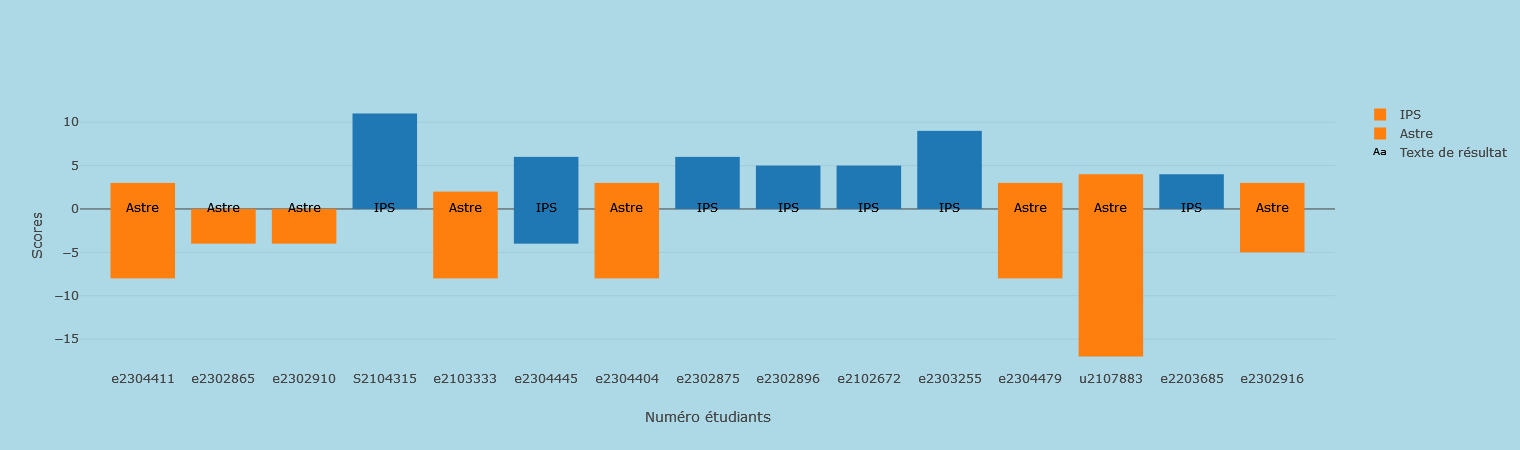 10
5
0
−5
−10
−15
Scores
Astre Astre Astre IPS Astre IPS Astre IPS IPS IPS IPS Astre Astre IPS Astre
e2304411 e2302865 e2302910 S2104315 e2103333 e2304445 e2304404 e2302875 e2302896 e2102672 e2303255 e2304479 u2107883 e2203685 e2302916
Numéro étudiants
IPS
Astre
Aa Texte de résultat